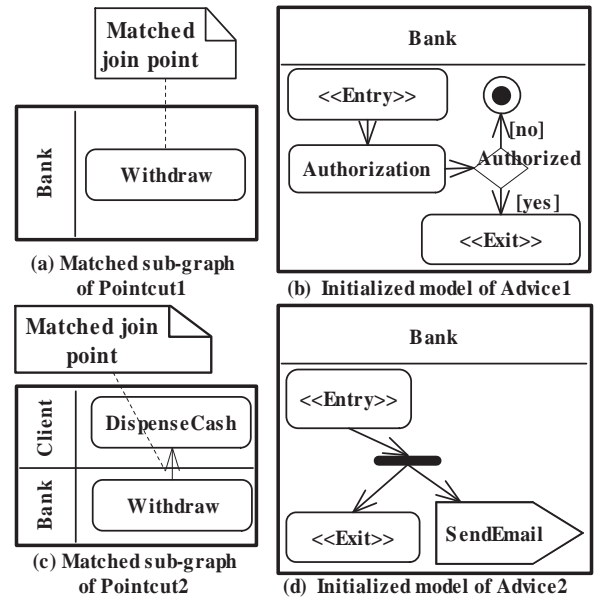 Matched
join point
Bank
Withdraw
(a) Matched sub-graph
of Pointcut1
Bank
<<Entry>>
[no]
Authorization
Authorized
[yes]
<<Exit>>
(b) Initialized model of Advice1
Matched join
point
Client
DispenseCash
Bank
Withdraw
(c) Matched sub-graph
of Pointcut2
Bank
<<Entry>>
<<Exit>>
SendEmail
(d) Initialized model of Advice2